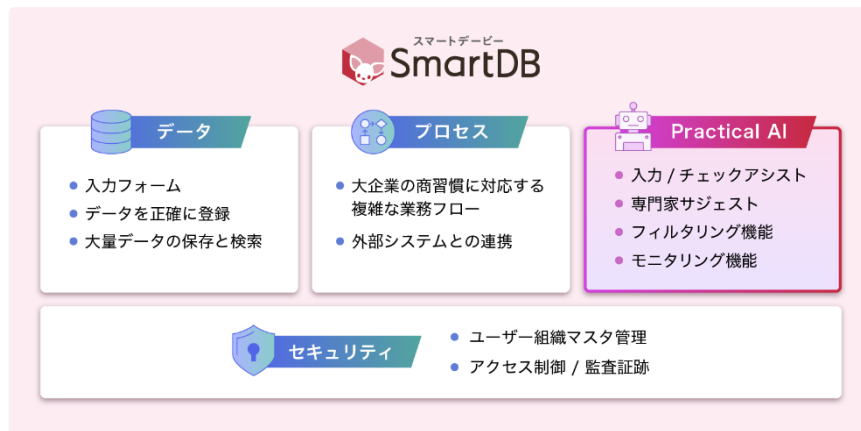 スマートデービー
SmartDB
データ
入力フォーム
データを正確に登録
大量データの保存と検索
プロセス
大企業の商習慣に対応する
複雑な業務フロー
外部システムとの連携
Practical AI
入力 / チェックアシスト
専門家サジェスト
フィルタリング機能
モニタリング機能
セキュリティ
ユーザー組織マスタ管理
アクセス制御 / 監査証跡